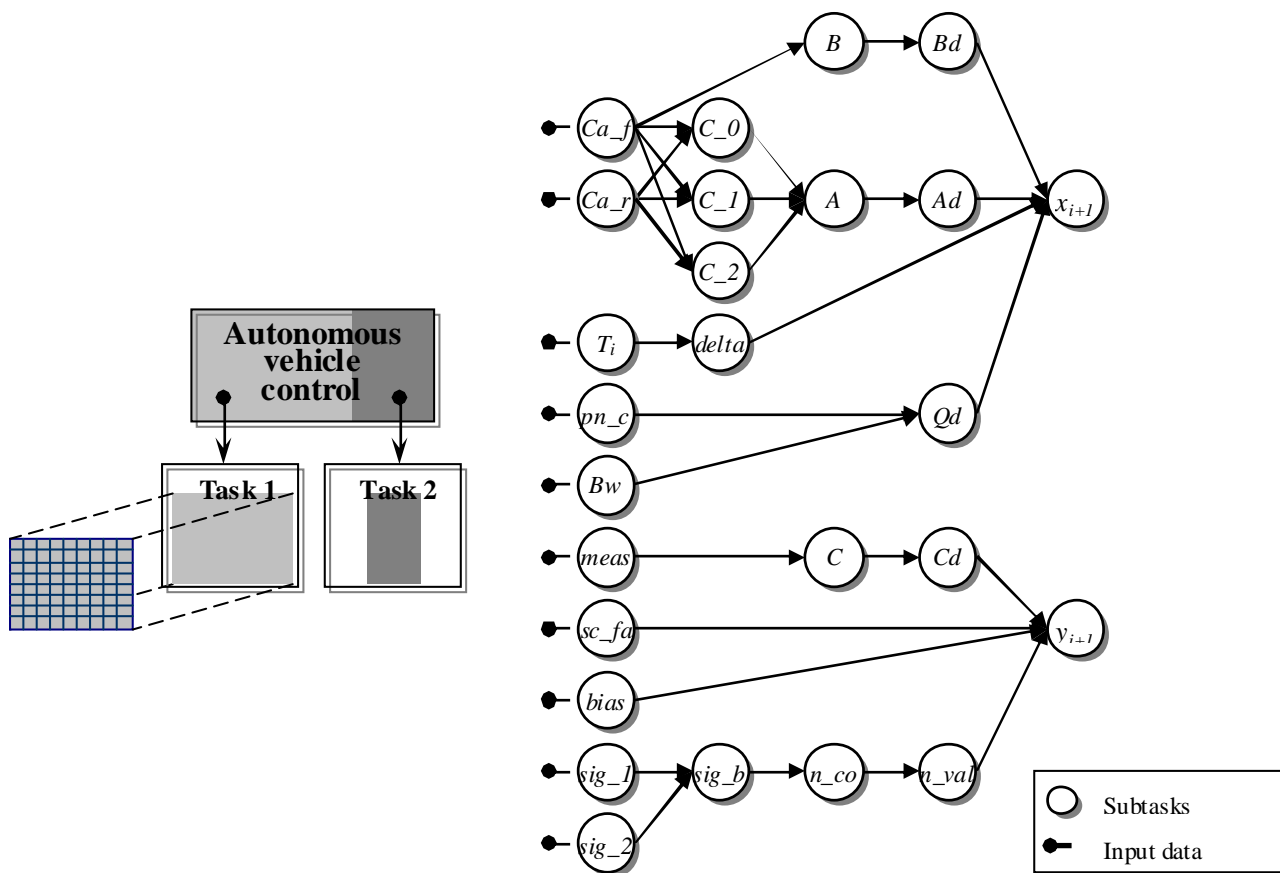 B Bd
Ca_f C_0
Ca_r C_1 A Ad x_{i+1}
C_2
Autonomous
vehicle
control
T_i delta
pn_c Qd
Task 1 Task 2
Bw
meas C Cd
sc_fa y_{i+1}
bias
sig_1 sig_b n_co n_val
sig_2
Subtasks
Input data